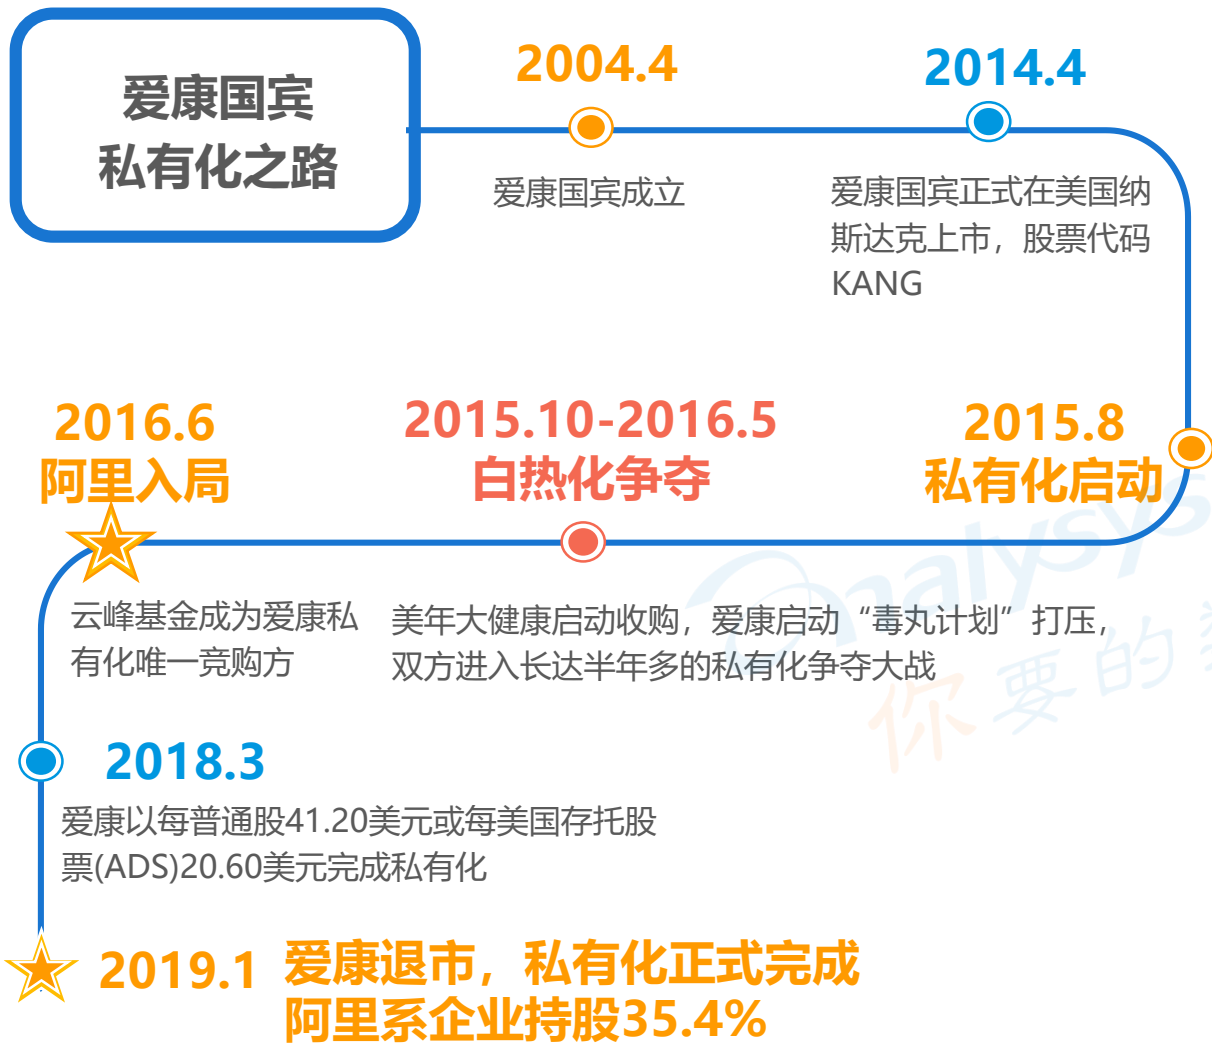 爱康国宾
私有化之路
2004.4
爱康国宾成立
2014.4
爱康国宾正式在美国纳
斯达克上市，股票代码
KANG
2015.8
私有化启动
2015.10-2016.5
白热化争夺
美年大健康启动收购，爱康启动“毒丸计划”打压，
双方进入长达半年多的私有化争夺大战
2016.6
阿里入局
云峰基金成为爱康私
有化唯一竞购方
2018.3
爱康以每普通股41.20美元或每美国存托股
票(ADS)20.60美元完成私有化
2019.1
爱康退市，私有化正式完成
阿里系企业持股35.4%
analysys
你要的